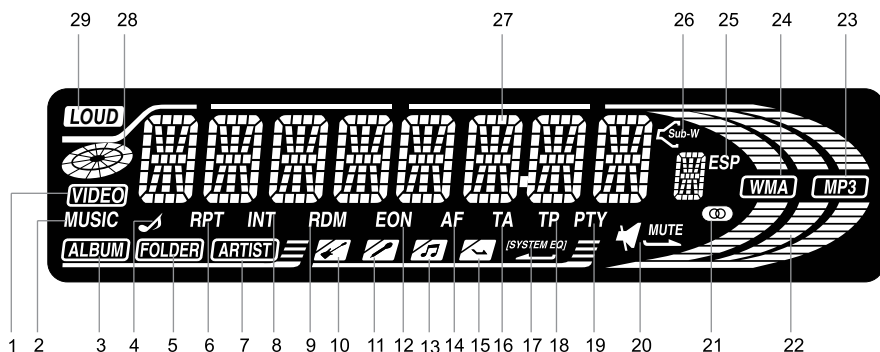 29 28 27 26 25 24 23
LOUD
Sub-W
ESP
VIDEO WMA MP3
MUSIC RPT INT RDM EON AF TA TP PTY
MUTE
ALBUM FOLDER ARTIST [SYSTEM EQ]
1 2 3 4 5 6 7 8 9 10 11 12 13 14 15 16 17 18 19 20 21 22